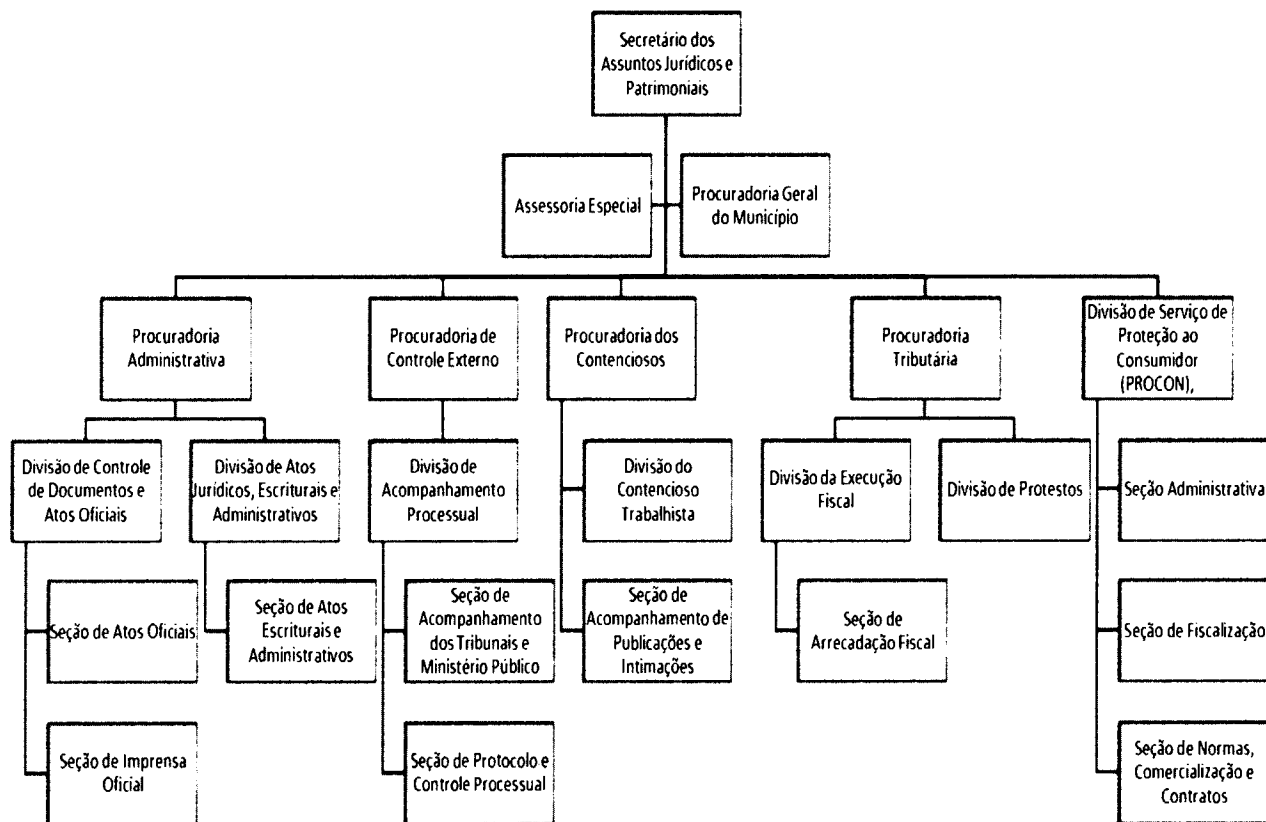 Secretário dos
Assuntos Jurídicos e
Patrimoniais
Assessoria Especial
Procuradoria Geral
do Município
Procuradoria
Administrativa
Procuradoria de
Controle Externo
Procuradoria dos
Contenciosos
Procuradoria
Tributária
Divisão de Serviço de
Proteção ao
Consumidor
(PROCON),
Divisão de Controle
de Documentos e
Atos Oficiais
Divisão de Atos
Jurídicos, Escriturais e
Administrativos
Divisão de
Acompanhamento
Processual
Divisão do
Contencioso
Trabalhista
Divisão da Execução
Fiscal
Divisão de Protestos
Seção Administrativa
Seção de Atos Oficiais
Seção de Atos
Escriturais e
Administrativos
Seção de
Acompanhamento
dos Tribunais e
Ministério Público
Seção de
Acompanhamento de
Publicações e
Intimações
Seção de
Arrecadação Fiscal
Seção de Fiscalização
Seção de Imprensa
Oficial
Seção de Protocolo e
Controle Processual
Seção de Normas,
Comercialização e
Contratos